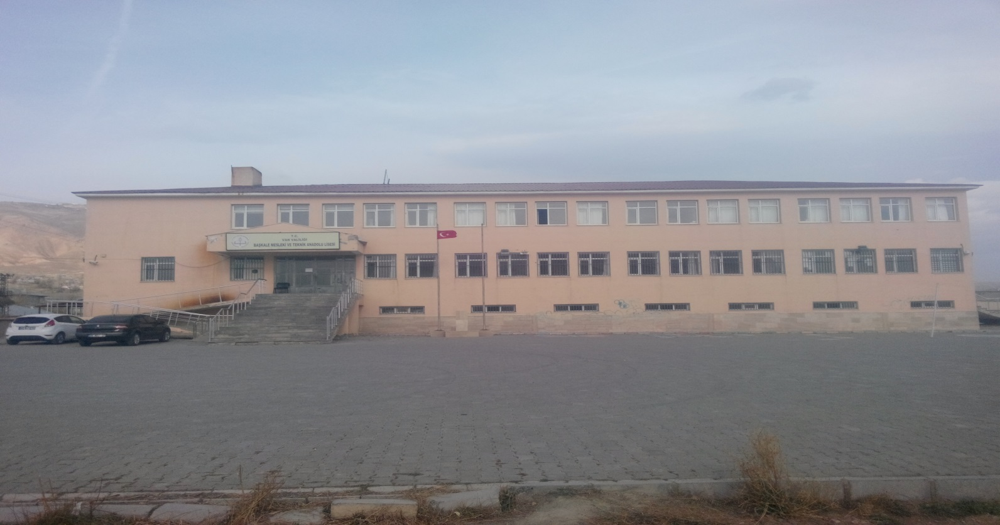 T.C.
VAN VALİLİĞİ
BAŞKALE MESLEKİ VE TEKNİK ANADOLU LİSESİ